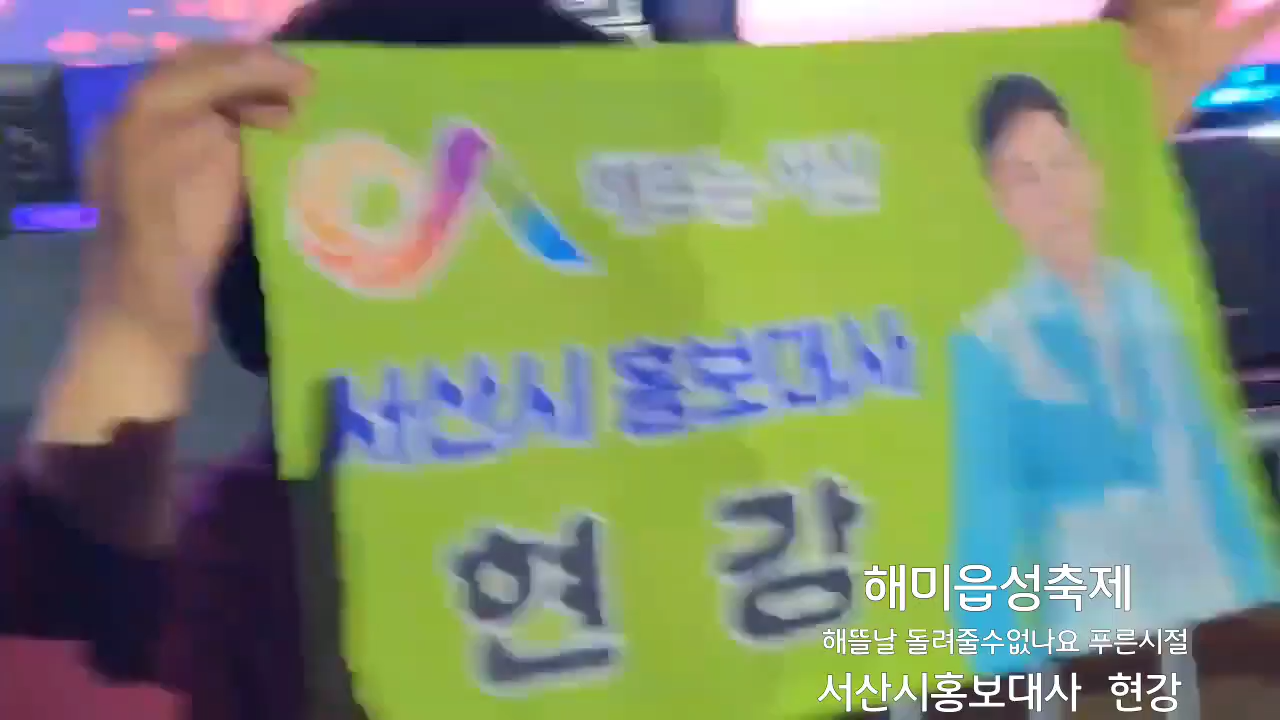 서산시 홍보대사
현 강
해미읍성축제
해뜰날 돌려줄수없나요 푸른시절
서산시홍보대사 현강